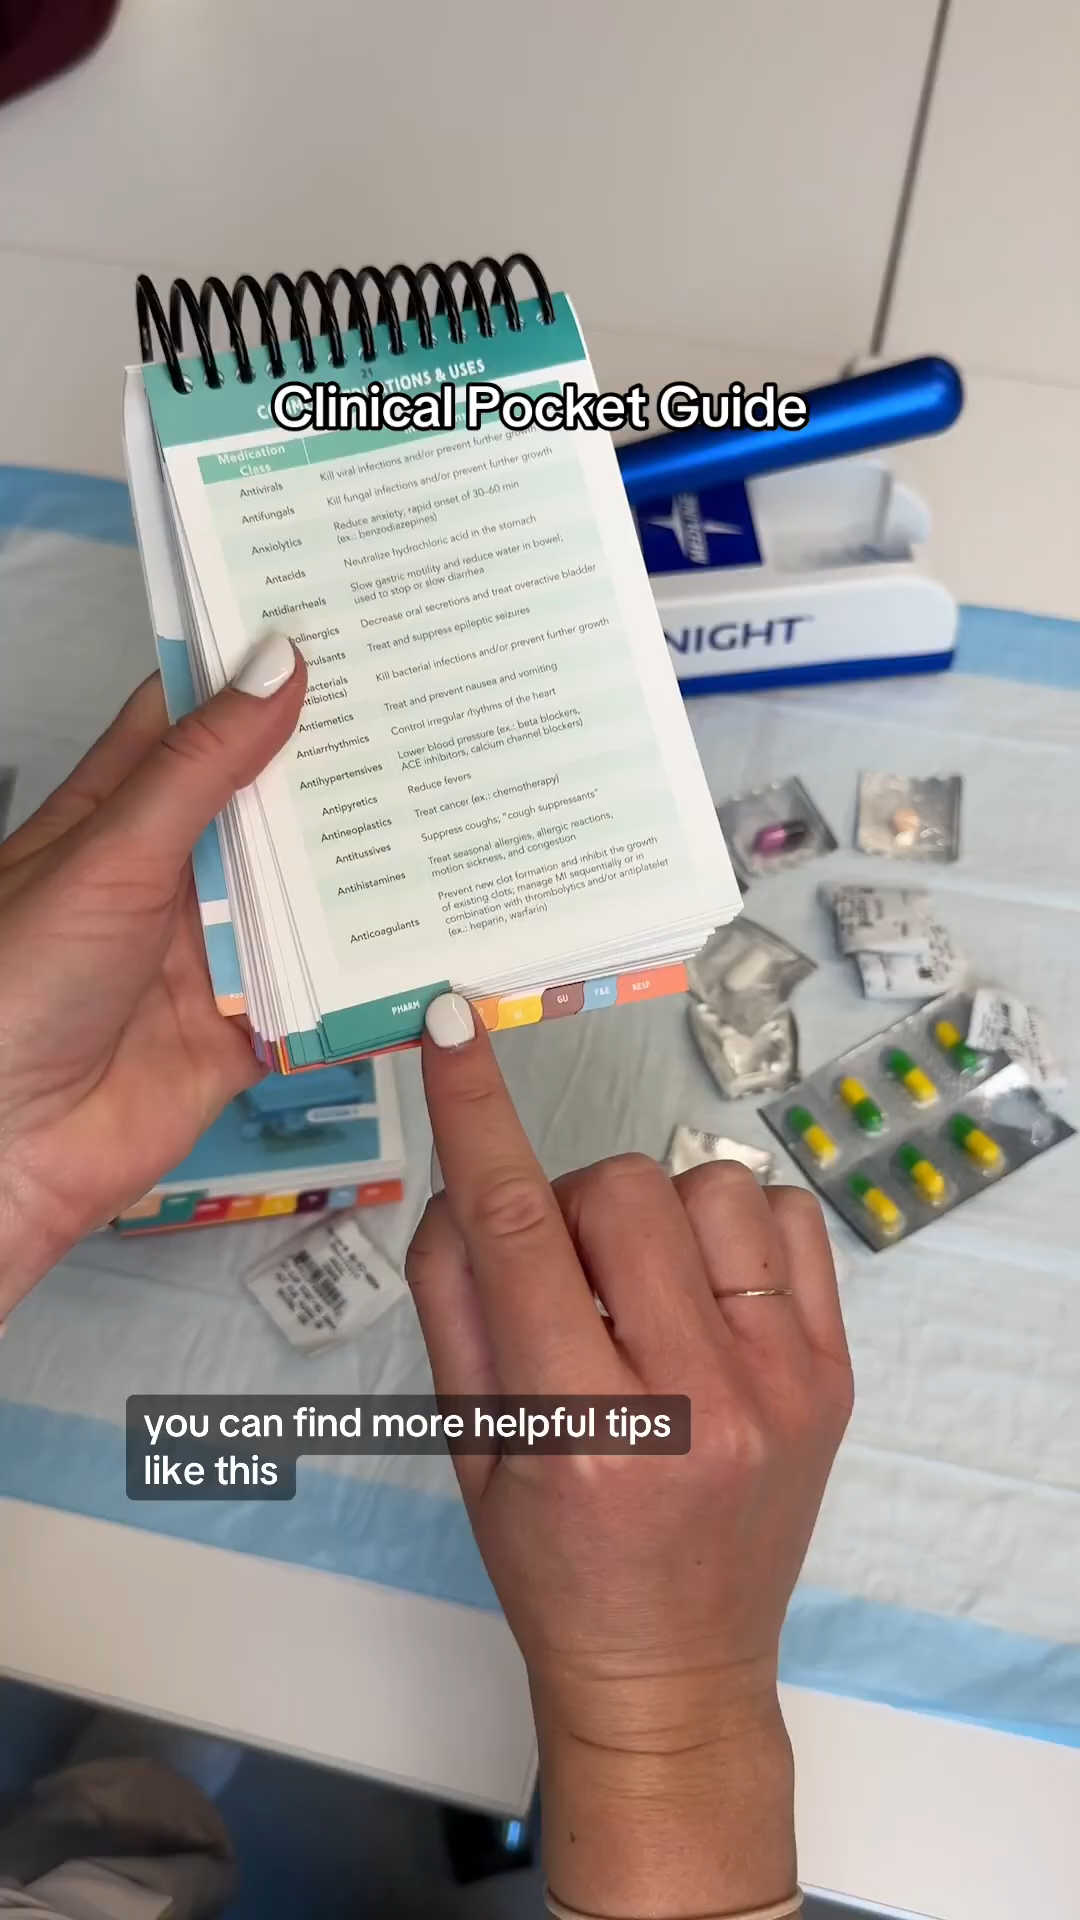 21
& USES
Clinical Pocket Guide
Medication
Class
Antivirals
Kill viral infections and/or prevent further growth
Antifungals
Kill fungal infections and/or prevent further growth
Anxiolytics
Reduce anxiety, rapid onset of 30–60 min
(ex.: benzodiazepines)
Antacids
Neutralize hydrochloric acid in the stomach
Antidiarrheals
Slow gastric motility and reduce water in bowel;
used to stop or slow diarrhea
holinergics
Decrease oral secretions and treat overactive bladder
vulsants
Treat and suppress epileptic seizures
bacterials
ntibiotics)
Kill bacterial infections and/or prevent further growth
Antiemetics
Treat and prevent nausea and vomiting
Antiarrhythmics
Control irregular rhythms of the heart
Antihypertensives
Lower blood pressure (ex.: beta blockers,
ACE inhibitors, calcium channel blockers)
Antipyretics
Reduce fevers
Antineoplastics
Treat cancer (ex.: chemotherapy)
Antitussives
Suppress coughs; "cough suppressants"
Antihistamines
Treat seasonal allergies, allergic reactions,
motion sickness, and congestion
Anticoagulants
Prevent new clot formation and inhibit the growth
of existing clots; manage MI sequentially or in
combination with thrombolytics and/or antiplatelet
(ex.: heparin, warfarin)
PHARM
GI
GU
F&E
RESP
MEDLINE
NIGHT™
you can find more helpful tips
like this